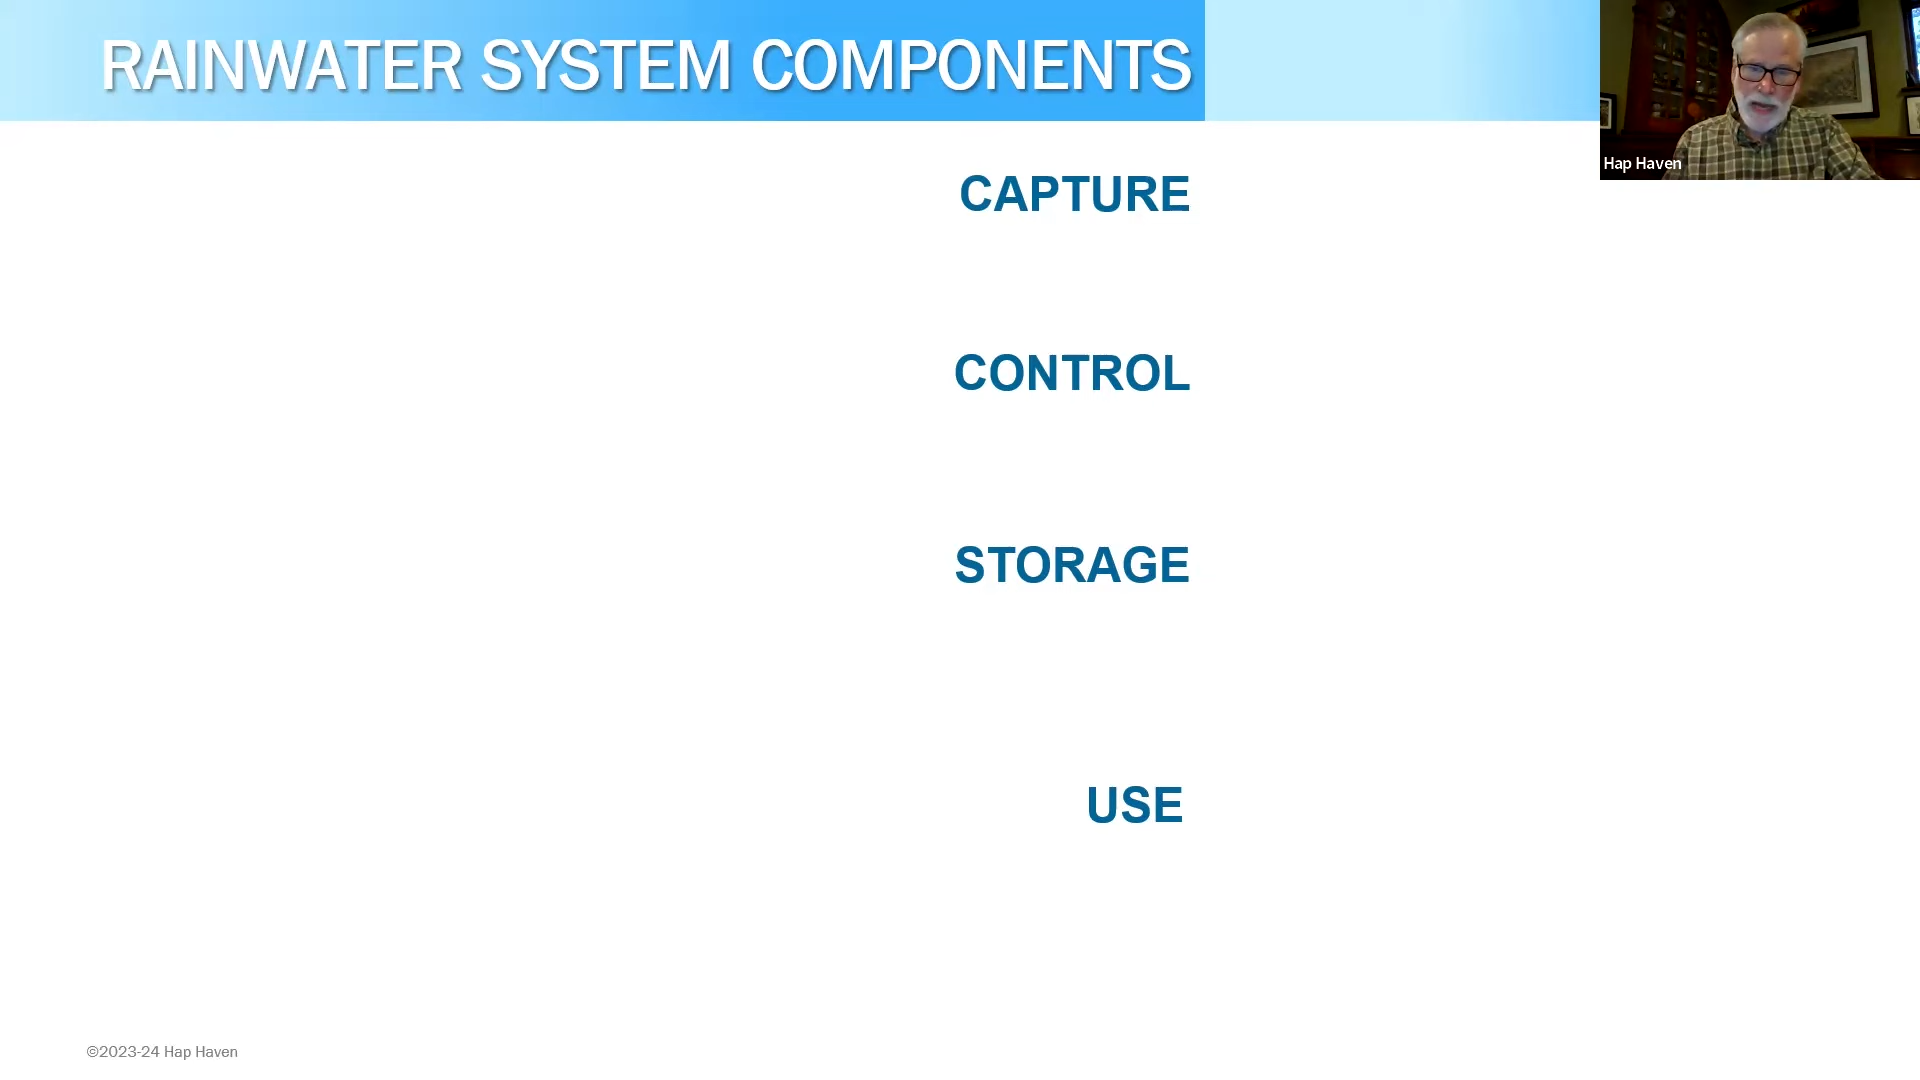 RAINWATER SYSTEM COMPONENTS
Hap Haven
CAPTURE
CONTROL
STORAGE
USE
©2023-24 Hap Haven